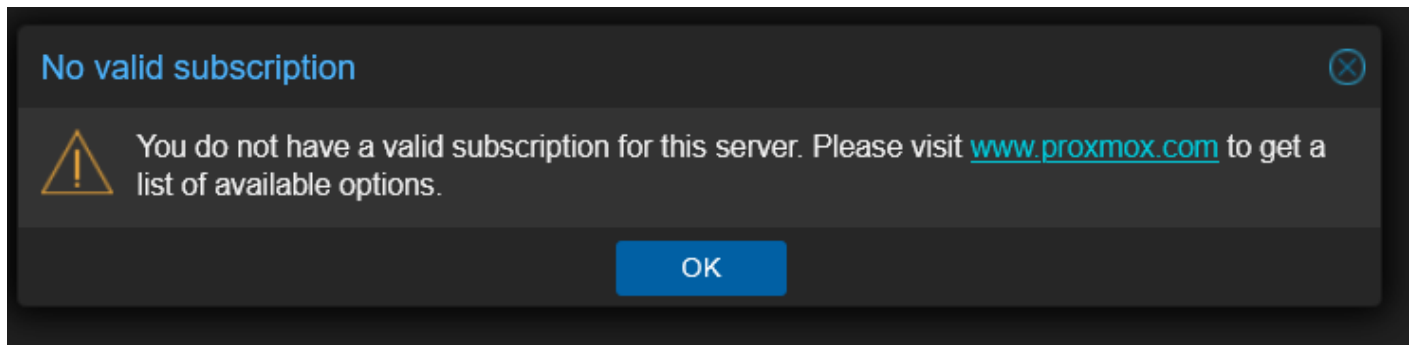 No valid subscription
You do not have a valid subscription for this server. Please visit www.proxmox.com to get a
list of available options.
OK